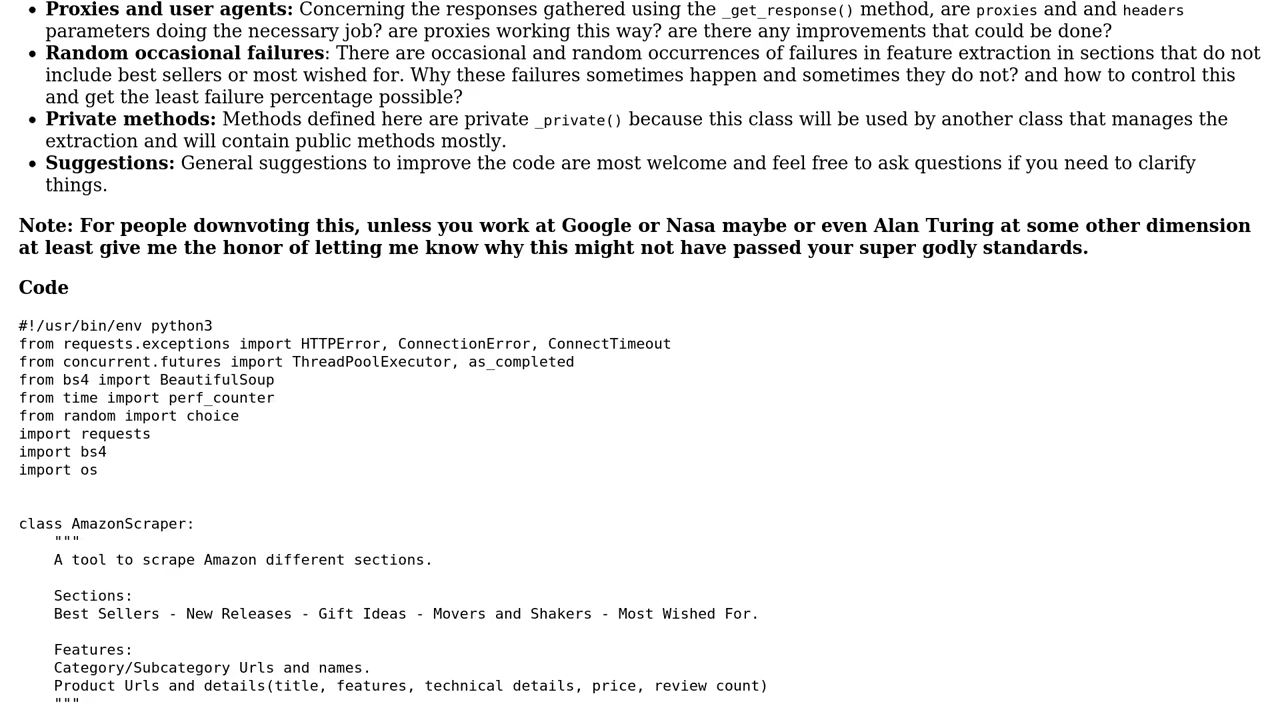 • Proxies and user agents: Concerning the responses gathered using the _get_response() method, are proxies and and headers
parameters doing the necessary job? are proxies working this way? are there any improvements that could be done?
• Random occasional failures: There are occasional and random occurrences of failures in feature extraction in sections that do not
include best sellers or most wished for. Why these failures sometimes happen and sometimes they do not? and how to control this
and get the least failure percentage possible?
• Private methods: Methods defined here are private _private() because this class will be used by another class that manages the
extraction and will contain public methods mostly.
• Suggestions: General suggestions to improve the code are most welcome and feel free to ask questions if you need to clarify
things.
Note: For people downvoting this, unless you work at Google or Nasa maybe or even Alan Turing at some other dimension
at least give me the honor of letting me know why this might not have passed your super godly standards.
Code
#!/usr/bin/env python3
from requests.exceptions import HTTPError, ConnectionError, ConnectTimeout
from concurrent.futures import ThreadPoolExecutor, as_completed
from bs4 import BeautifulSoup
from time import perf_counter
from random import choice
import requests
import bs4
import os
class AmazonScraper:
    """
    A tool to scrape Amazon different sections.
    Sections:
    Best Sellers - New Releases - Gift Ideas - Movers and Shakers - Most Wished For.
    Features:
    Category/Subcategory Urls and names.
    Product Urls and details(title, features, technical details, price, review count)
    """